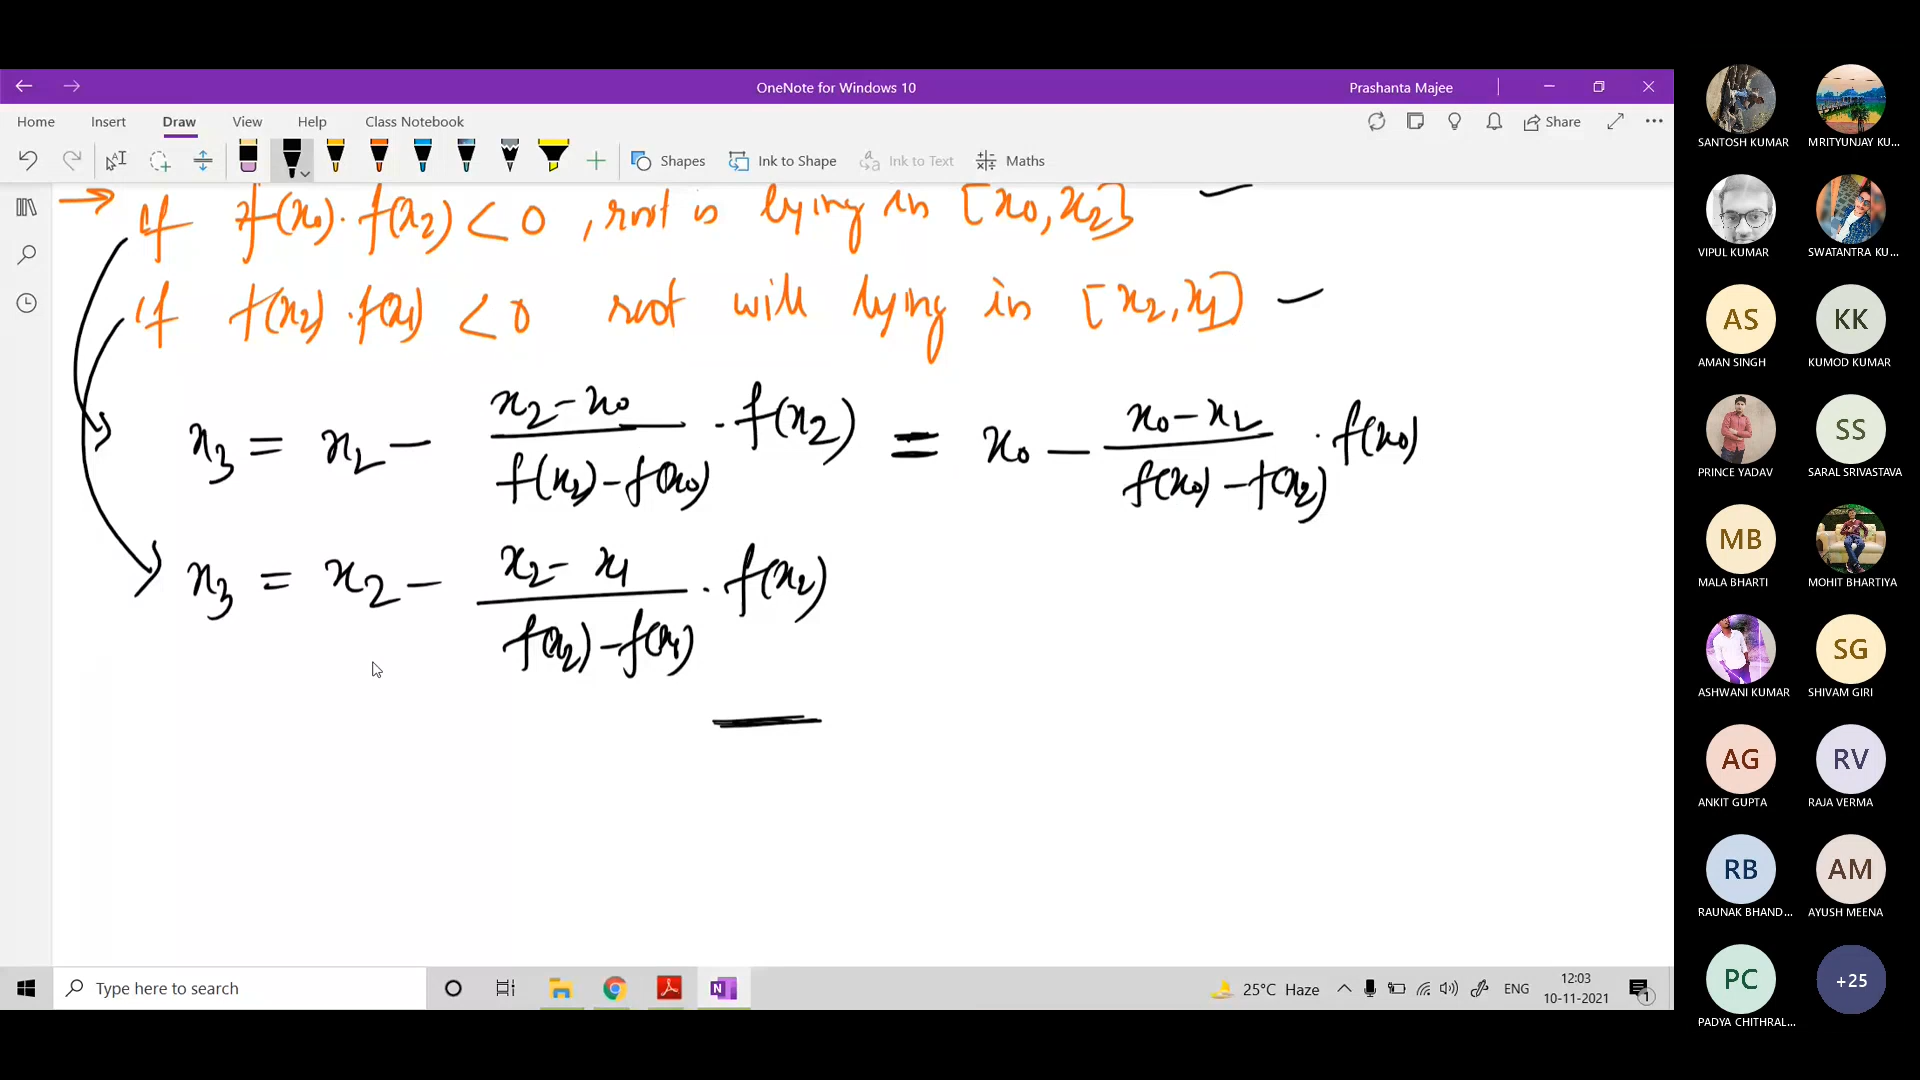 OneNote for Windows 10
Prashanta Majee
Home Insert Draw View Help Class Notebook
Share
Shapes Ink to Shape Ink to Text Maths
If f(x0)·f(x2) < 0, root is lying in [x0, x2]
If f(x2)·f(x1) < 0 root will lying in [x2, x1]
x3 = x2 − (x2 − x0)/(f(x2) − f(x0)) · f(x2) = x0 − (x0 − x2)/(f(x0) − f(x2)) · f(x0)
x3 = x2 − (x2 − x1)/(f(x2) − f(x1)) · f(x2)
SANTOSH KUMAR
MRITYUNJAY KU...
VIPUL KUMAR
SWATANTRA KU...
AS
KK
AMAN SINGH
KUMOD KUMAR
SS
PRINCE YADAV
SARAL SRIVASTAVA
MB
MALA BHARTI
MOHIT BHARTIYA
SG
ASHWANI KUMAR
SHIVAM GIRI
AG
RV
ANKIT GUPTA
RAJA VERMA
RB
AM
RAUNAK BHAND...
AYUSH MEENA
PC
+25
PADYA CHITHRAL...
Type here to search
25°C Haze
ENG
12:03
10-11-2021
1